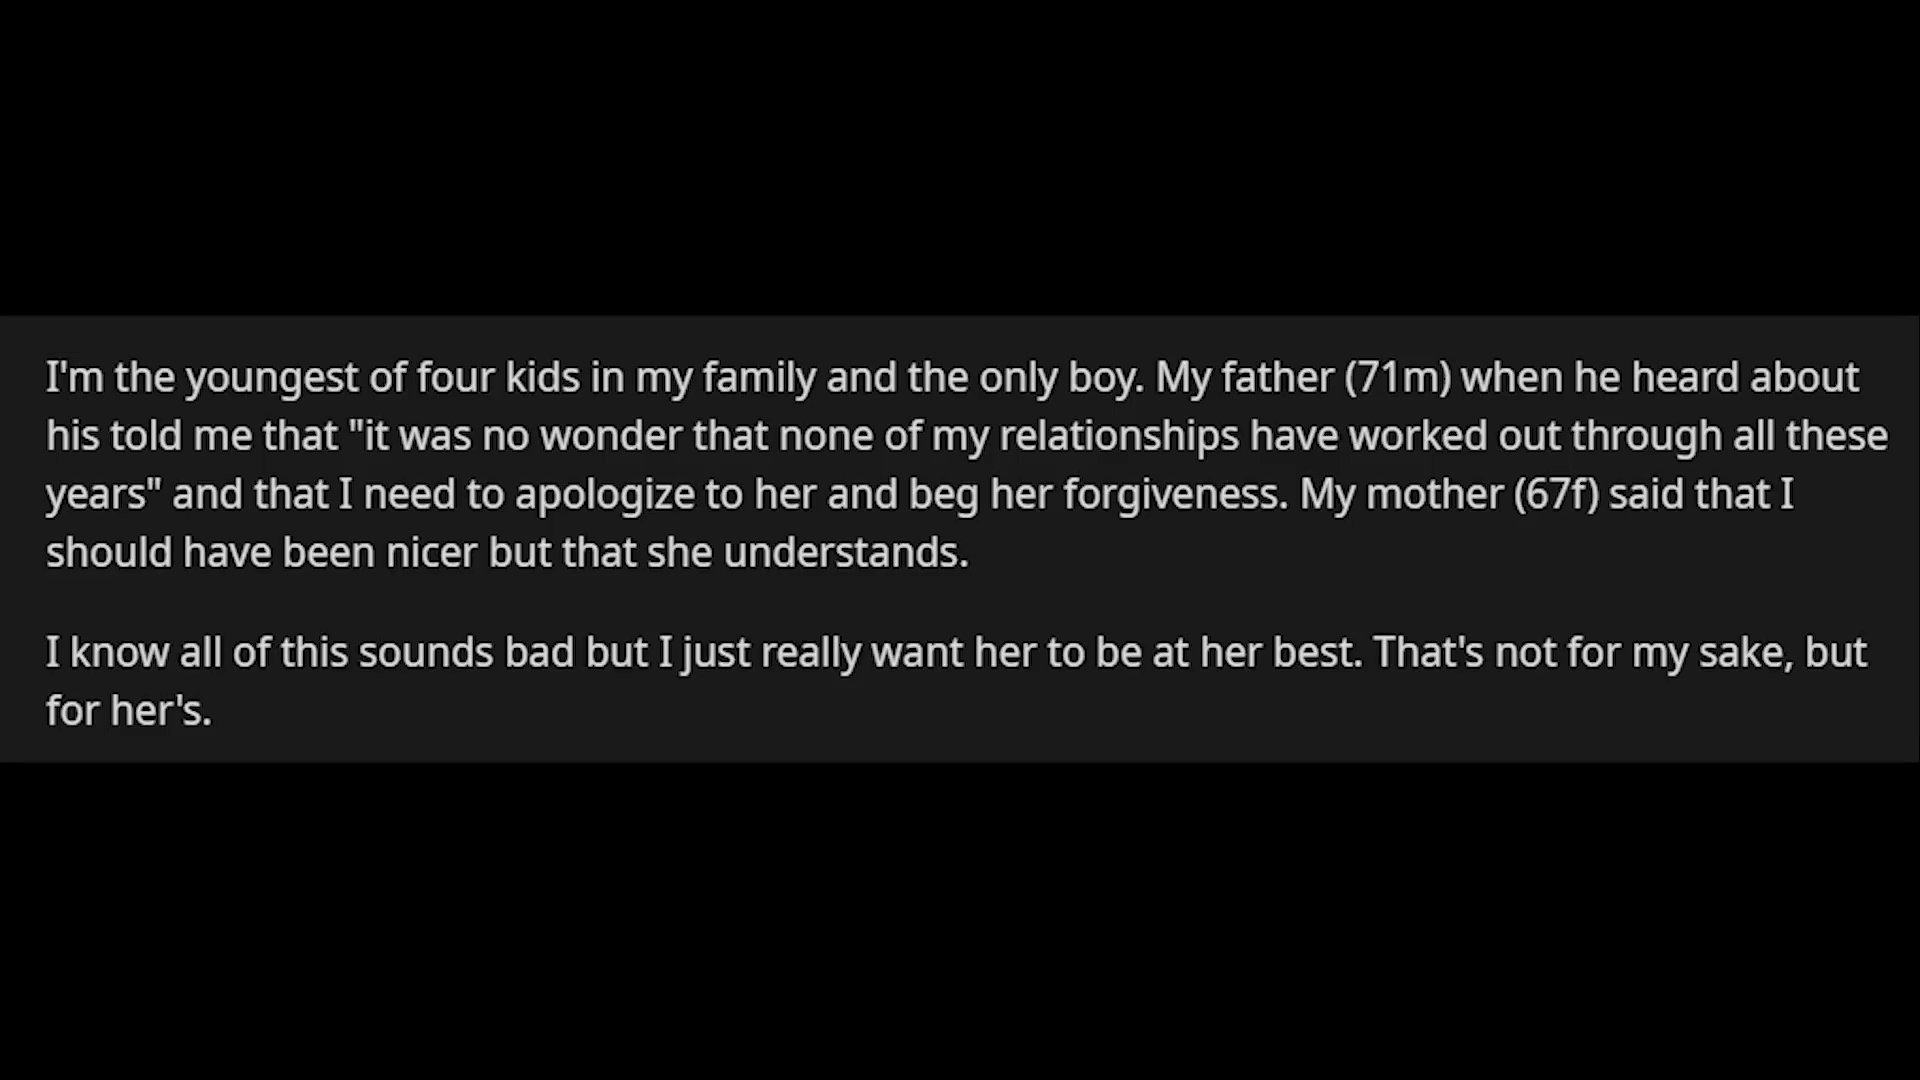 I'm the youngest of four kids in my family and the only boy. My father (71m) when he heard about
his told me that "it was no wonder that none of my relationships have worked out through all these
years" and that I need to apologize to her and beg her forgiveness. My mother (67f) said that I
should have been nicer but that she understands.
I know all of this sounds bad but I just really want her to be at her best. That's not for my sake, but
for her's.